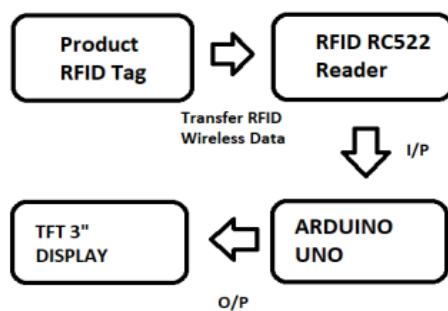 Product
RFID Tag
RFID RC522
Reader
Transfer RFID
Wireless Data
I/P
TFT 3"
DISPLAY
ARDUINO
UNO
O/P